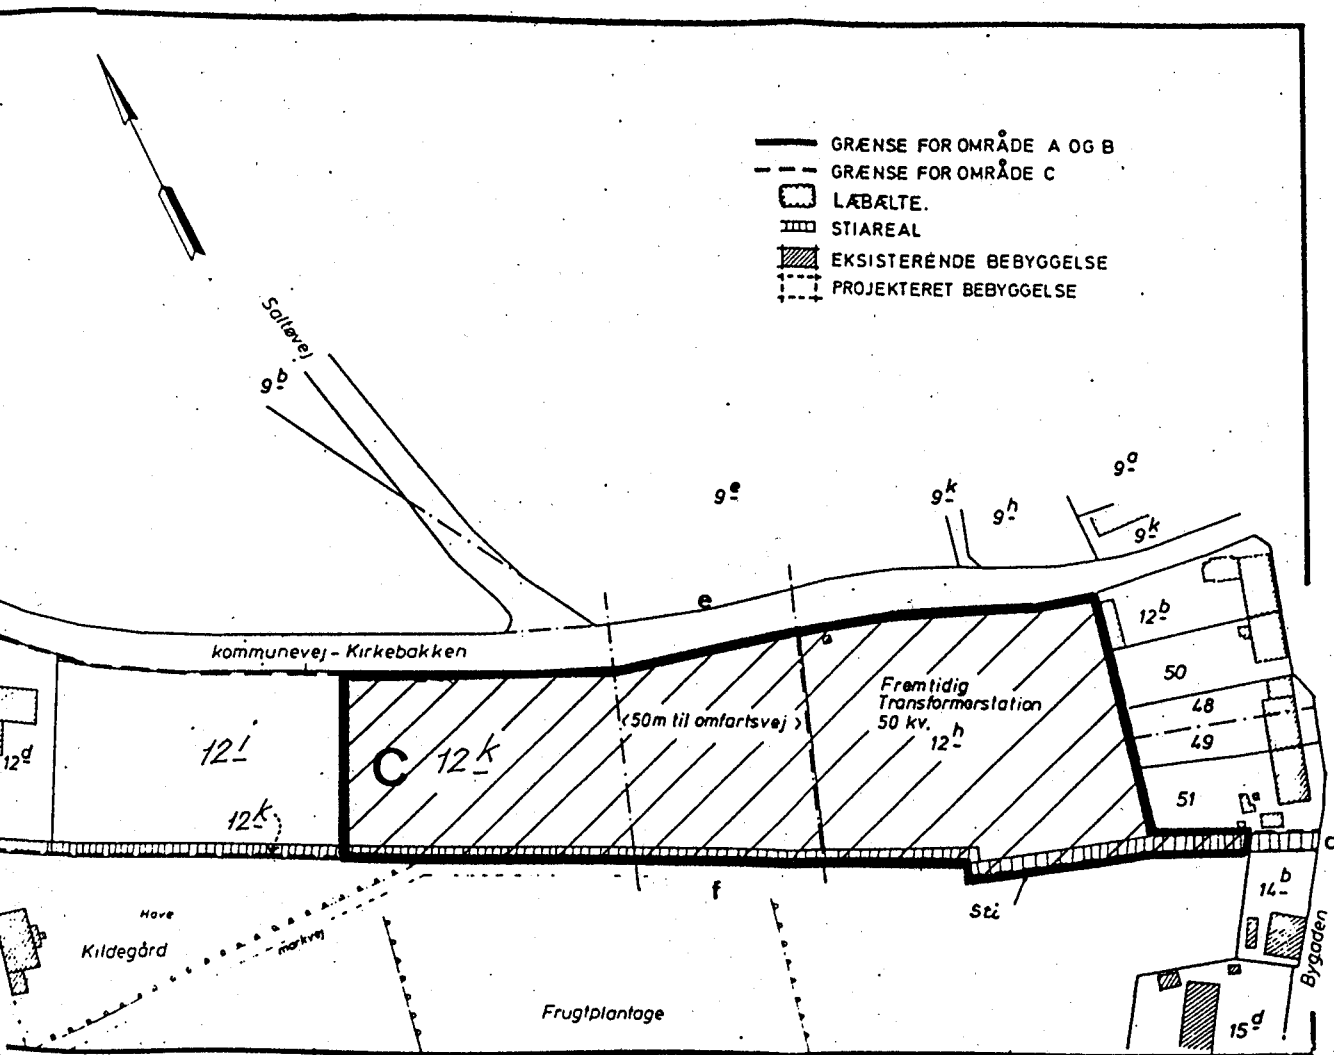 GRÆNSE FOR OMRÅDE A OG B
GRÆNSE FOR OMRÅDE C
LÆBÆLTE.
STIAREAL
EKSISTERENDE BEBYGGELSE
PROJEKTERET BEBYGGELSE
Saltøvej
9b
9a
9e
9k
9h
9k
e
12b
kommunevej - Kirkebakken
50
Fremtidig
Transformerstation
50 kv.
12h
<50m til omfartsvej>
48
49
12i
C
12k
12d
51
12k
f
Sti
14b
Have
Kildegård
markvej
Bygaden
Frugtplantage
15d